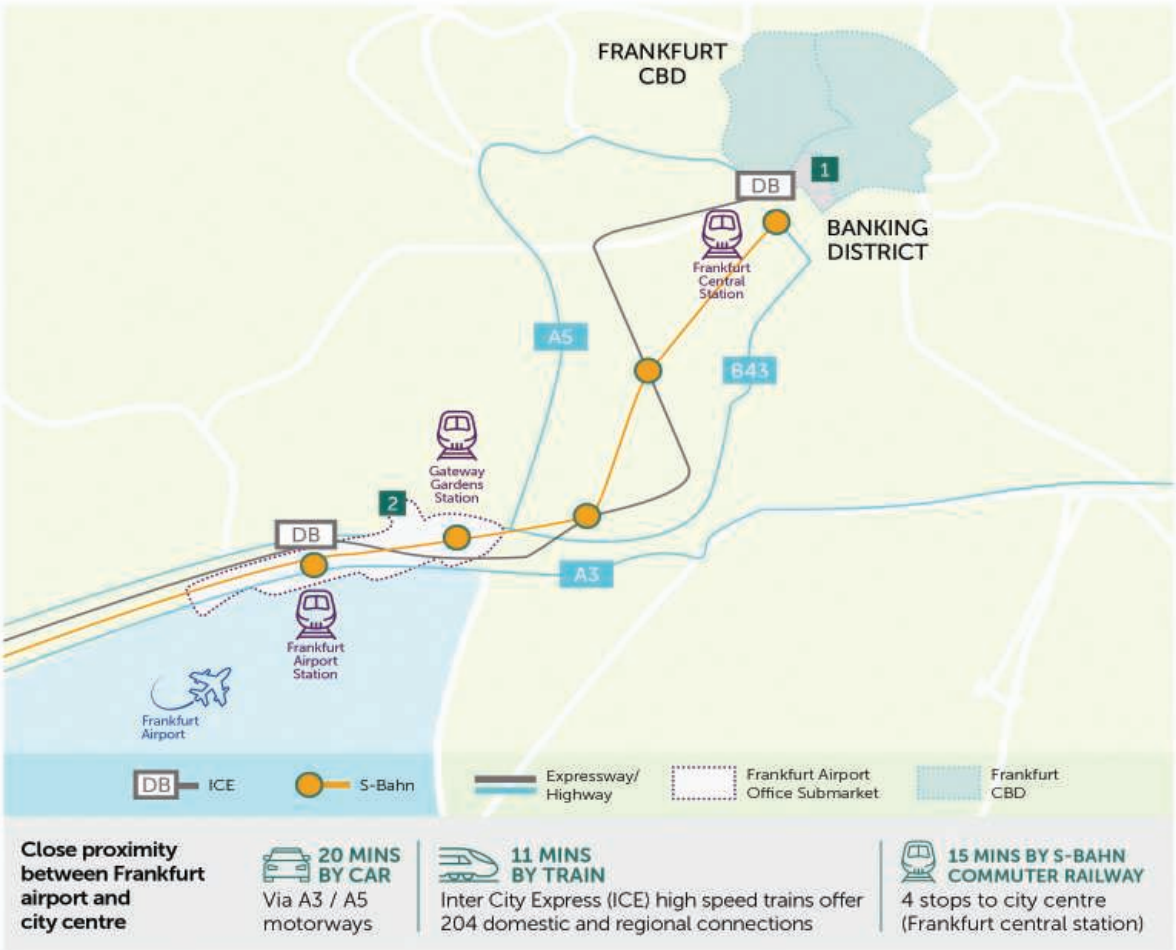 FRANKFURT
CBD
DB
1
BANKING
DISTRICT
Frankfurt
Central
Station
A5
B43
Gateway
Gardens
Station
2
DB
A3
Frankfurt
Airport
Station
Frankfurt
Airport
DB ICE
S-Bahn
Expressway/
Highway
Frankfurt Airport
Office Submarket
Frankfurt
CBD
Close proximity
between Frankfurt
airport and
city centre
20 MINS
BY CAR
Via A3 / A5
motorways
11 MINS
BY TRAIN
Inter City Express (ICE) high speed trains offer
204 domestic and regional connections
15 MINS BY S-BAHN
COMMUTER RAILWAY
4 stops to city centre
(Frankfurt central station)